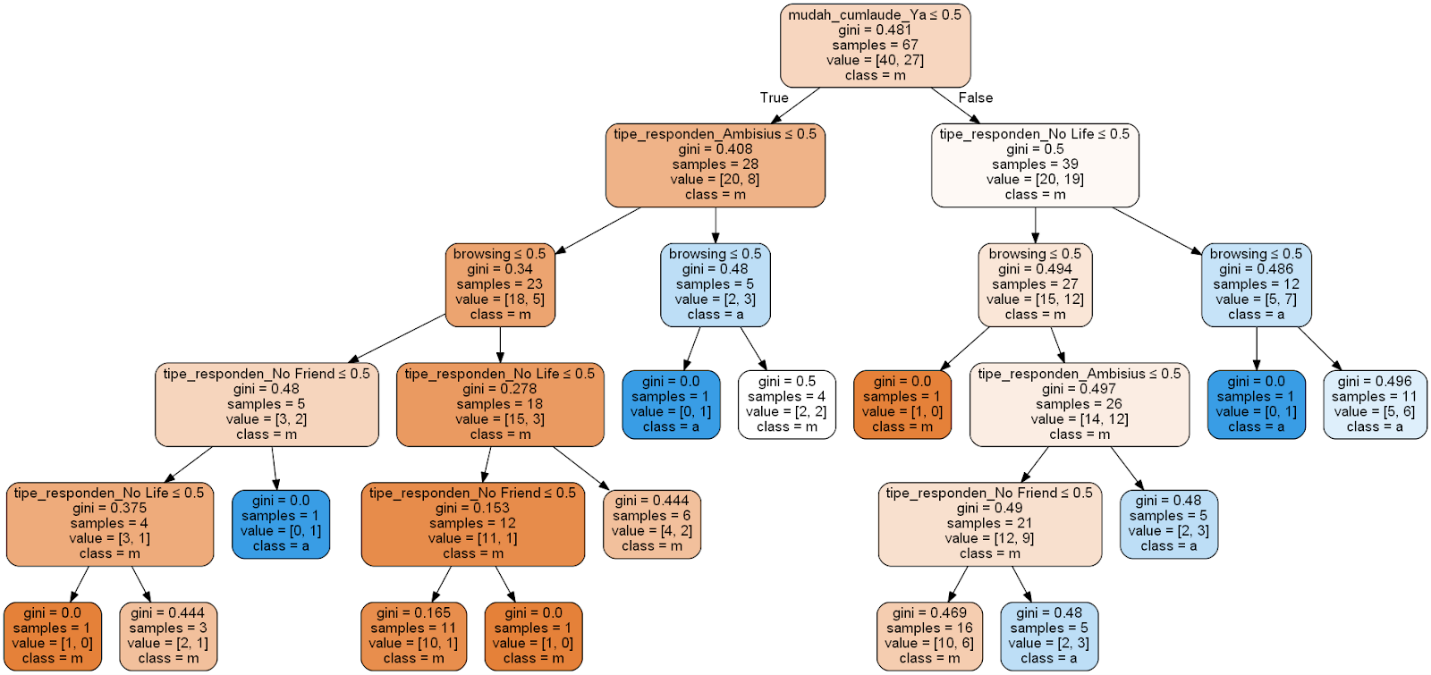 mudah_cumlaude_Ya ≤ 0.5
gini = 0.481
samples = 67
value = [40, 27]
class = m
True
False
tipe_responden_Ambisius ≤ 0.5
gini = 0.408
samples = 28
value = [20, 8]
class = m
tipe_responden_No Life ≤ 0.5
gini = 0.5
samples = 39
value = [20, 19]
class = m
browsing ≤ 0.5
gini = 0.34
samples = 23
value = [18, 5]
class = m
browsing ≤ 0.5
gini = 0.48
samples = 5
value = [2, 3]
class = a
browsing ≤ 0.5
gini = 0.494
samples = 27
value = [15, 12]
class = m
browsing ≤ 0.5
gini = 0.486
samples = 12
value = [5, 7]
class = a
tipe_responden_No Friend ≤ 0.5
gini = 0.48
samples = 5
value = [3, 2]
class = m
tipe_responden_No Life ≤ 0.5
gini = 0.278
samples = 18
value = [15, 3]
class = m
gini = 0.0
samples = 1
value = [0, 1]
class = a
gini = 0.5
samples = 4
value = [2, 2]
class = m
gini = 0.0
samples = 1
value = [1, 0]
class = m
tipe_responden_Ambisius ≤ 0.5
gini = 0.497
samples = 26
value = [14, 12]
class = m
gini = 0.0
samples = 1
value = [0, 1]
class = a
gini = 0.496
samples = 11
value = [5, 6]
class = a
tipe_responden_No Life ≤ 0.5
gini = 0.375
samples = 4
value = [3, 1]
class = m
gini = 0.0
samples = 1
value = [0, 1]
class = a
tipe_responden_No Friend ≤ 0.5
gini = 0.153
samples = 12
value = [11, 1]
class = m
gini = 0.444
samples = 6
value = [4, 2]
class = m
tipe_responden_No Friend ≤ 0.5
gini = 0.49
samples = 21
value = [12, 9]
class = m
gini = 0.48
samples = 5
value = [2, 3]
class = a
gini = 0.0
samples = 1
value = [1, 0]
class = m
gini = 0.444
samples = 3
value = [2, 1]
class = m
gini = 0.165
samples = 11
value = [10, 1]
class = m
gini = 0.0
samples = 1
value = [1, 0]
class = m
gini = 0.469
samples = 16
value = [10, 6]
class = m
gini = 0.48
samples = 5
value = [2, 3]
class = a